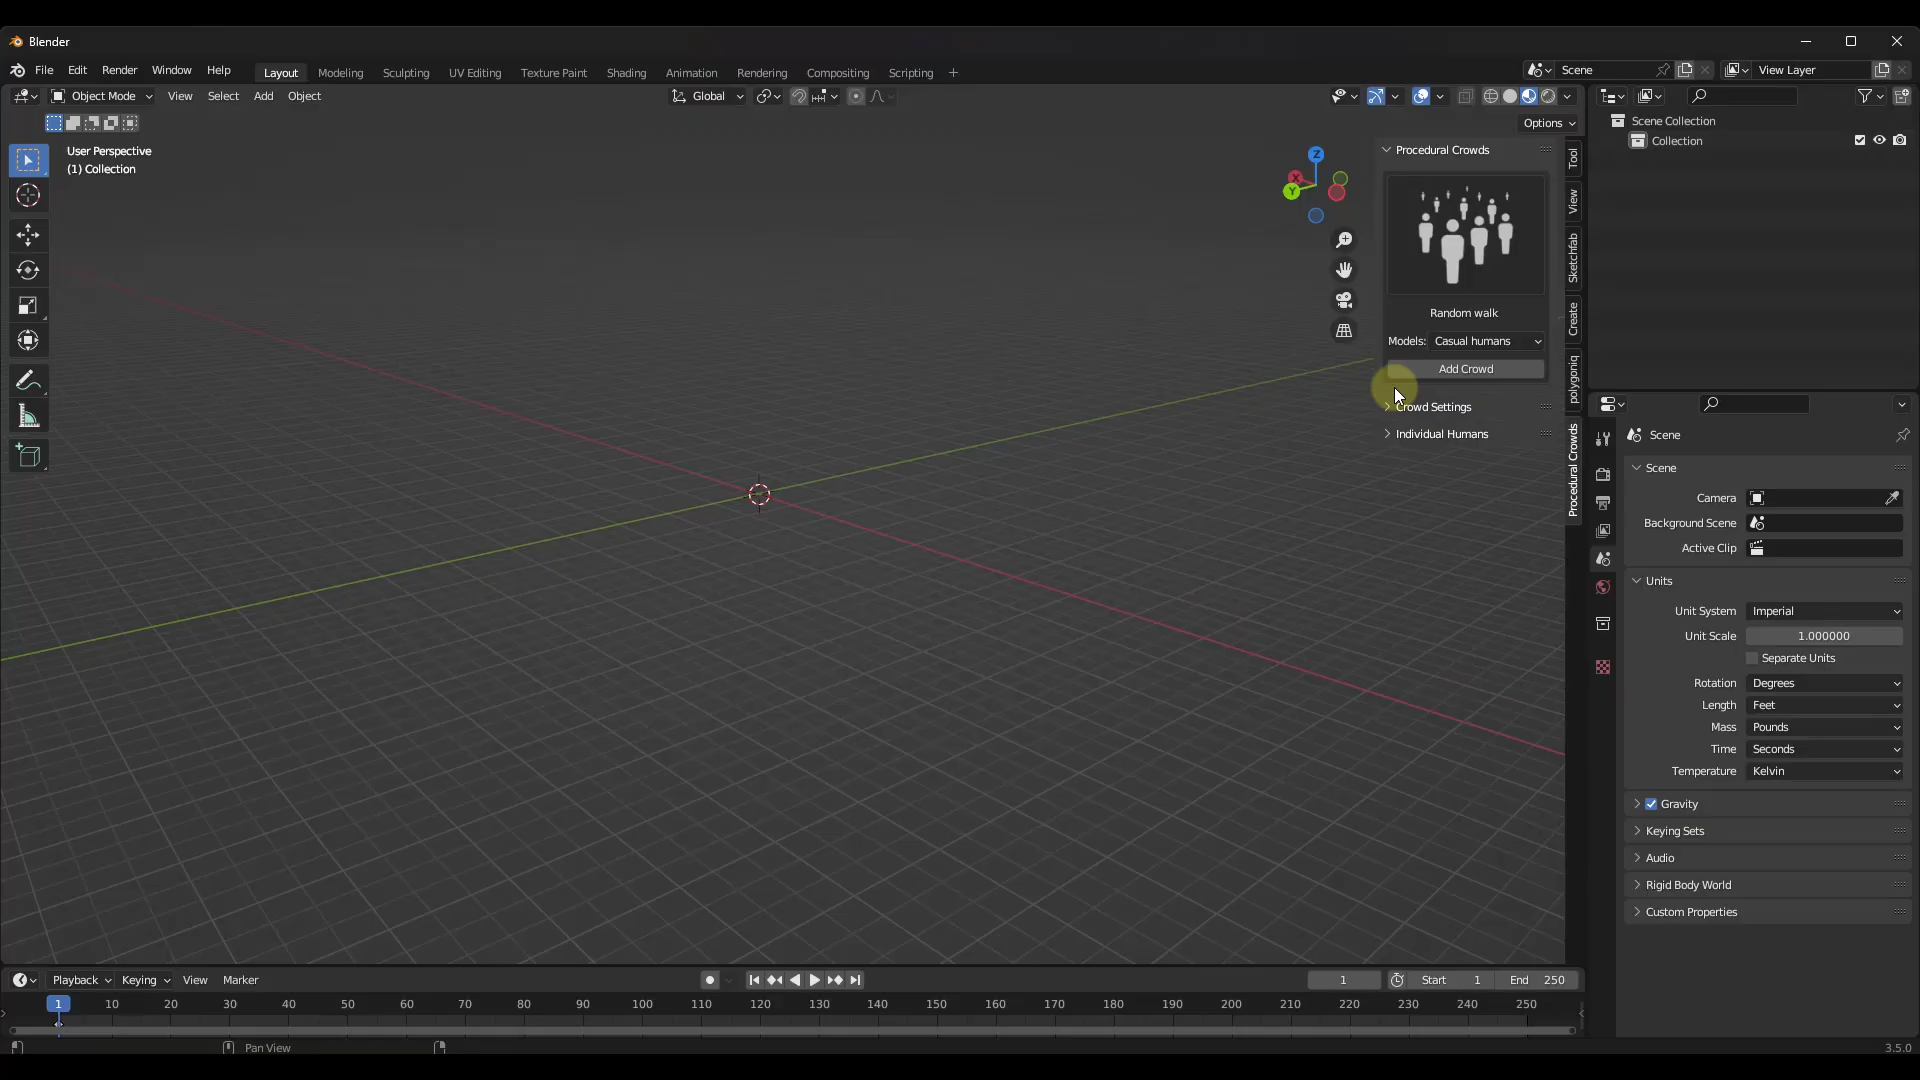 Blender
File Edit Render Window Help Layout Modeling Sculpting UV Editing Texture Paint Shading Animation Rendering Compositing Scripting + Scene View Layer
Object Mode View Select Add Object Global
Options
User Perspective
(1) Collection
Z
X
Y
Procedural Crowds
Random walk
Models: Casual humans
Add Crowd
Crowd Settings
Individual Humans
Tool
View
Sketchfab
Create
polygoniq
Procedural Crowds
Scene Collection
Collection
Scene
Scene
Camera
Background Scene
Active Clip
Units
Unit System Imperial
Unit Scale 1.000000
Separate Units
Rotation Degrees
Length Feet
Mass Pounds
Time Seconds
Temperature Kelvin
Gravity
Keying Sets
Audio
Rigid Body World
Custom Properties
Playback Keying View Marker 1 Start 1 End 250
1 10 20 30 40 50 60 70 80 90 100 110 120 130 140 150 160 170 180 190 200 210 220 230 240 250
Pan View 3.5.0